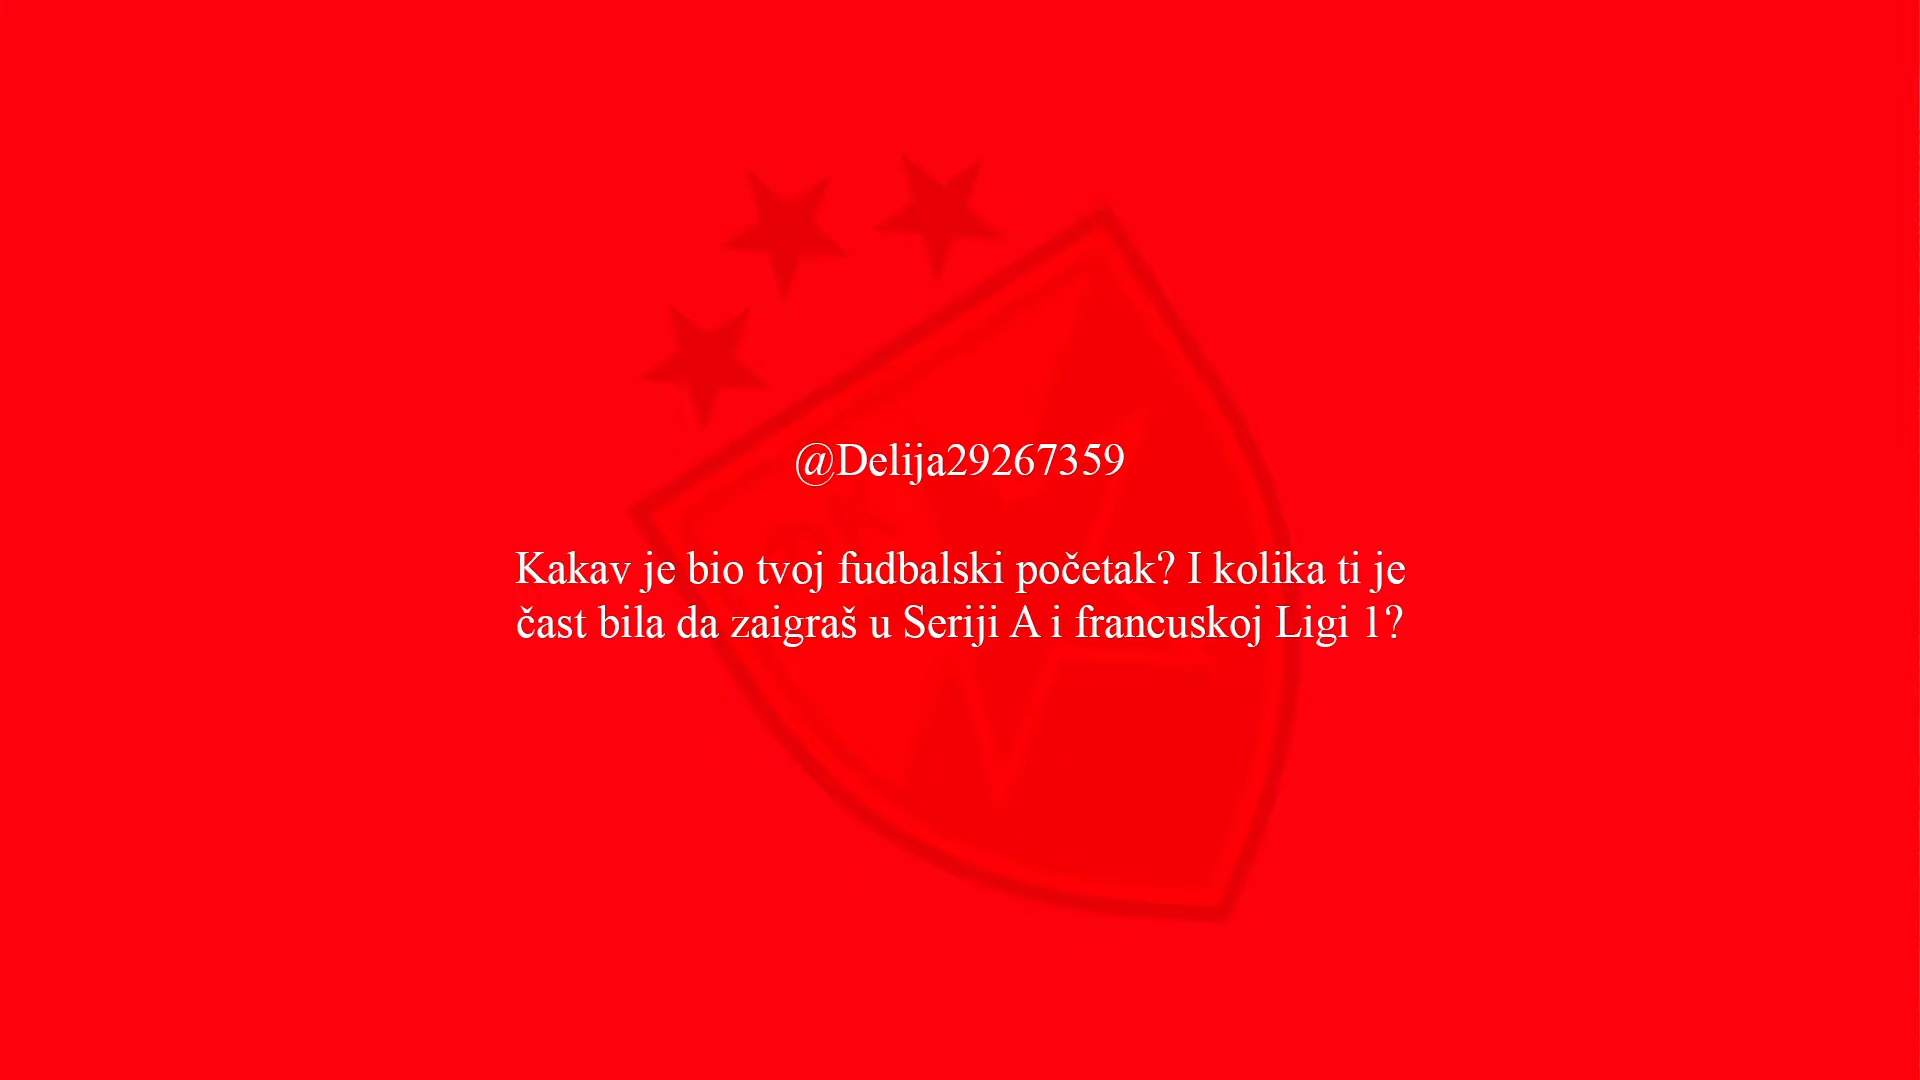 @Delija29267359
Kakav je bio tvoj fudbalski početak? I kolika ti je
čast bila da zaigraš u Seriji A i francuskoj Ligi 1?